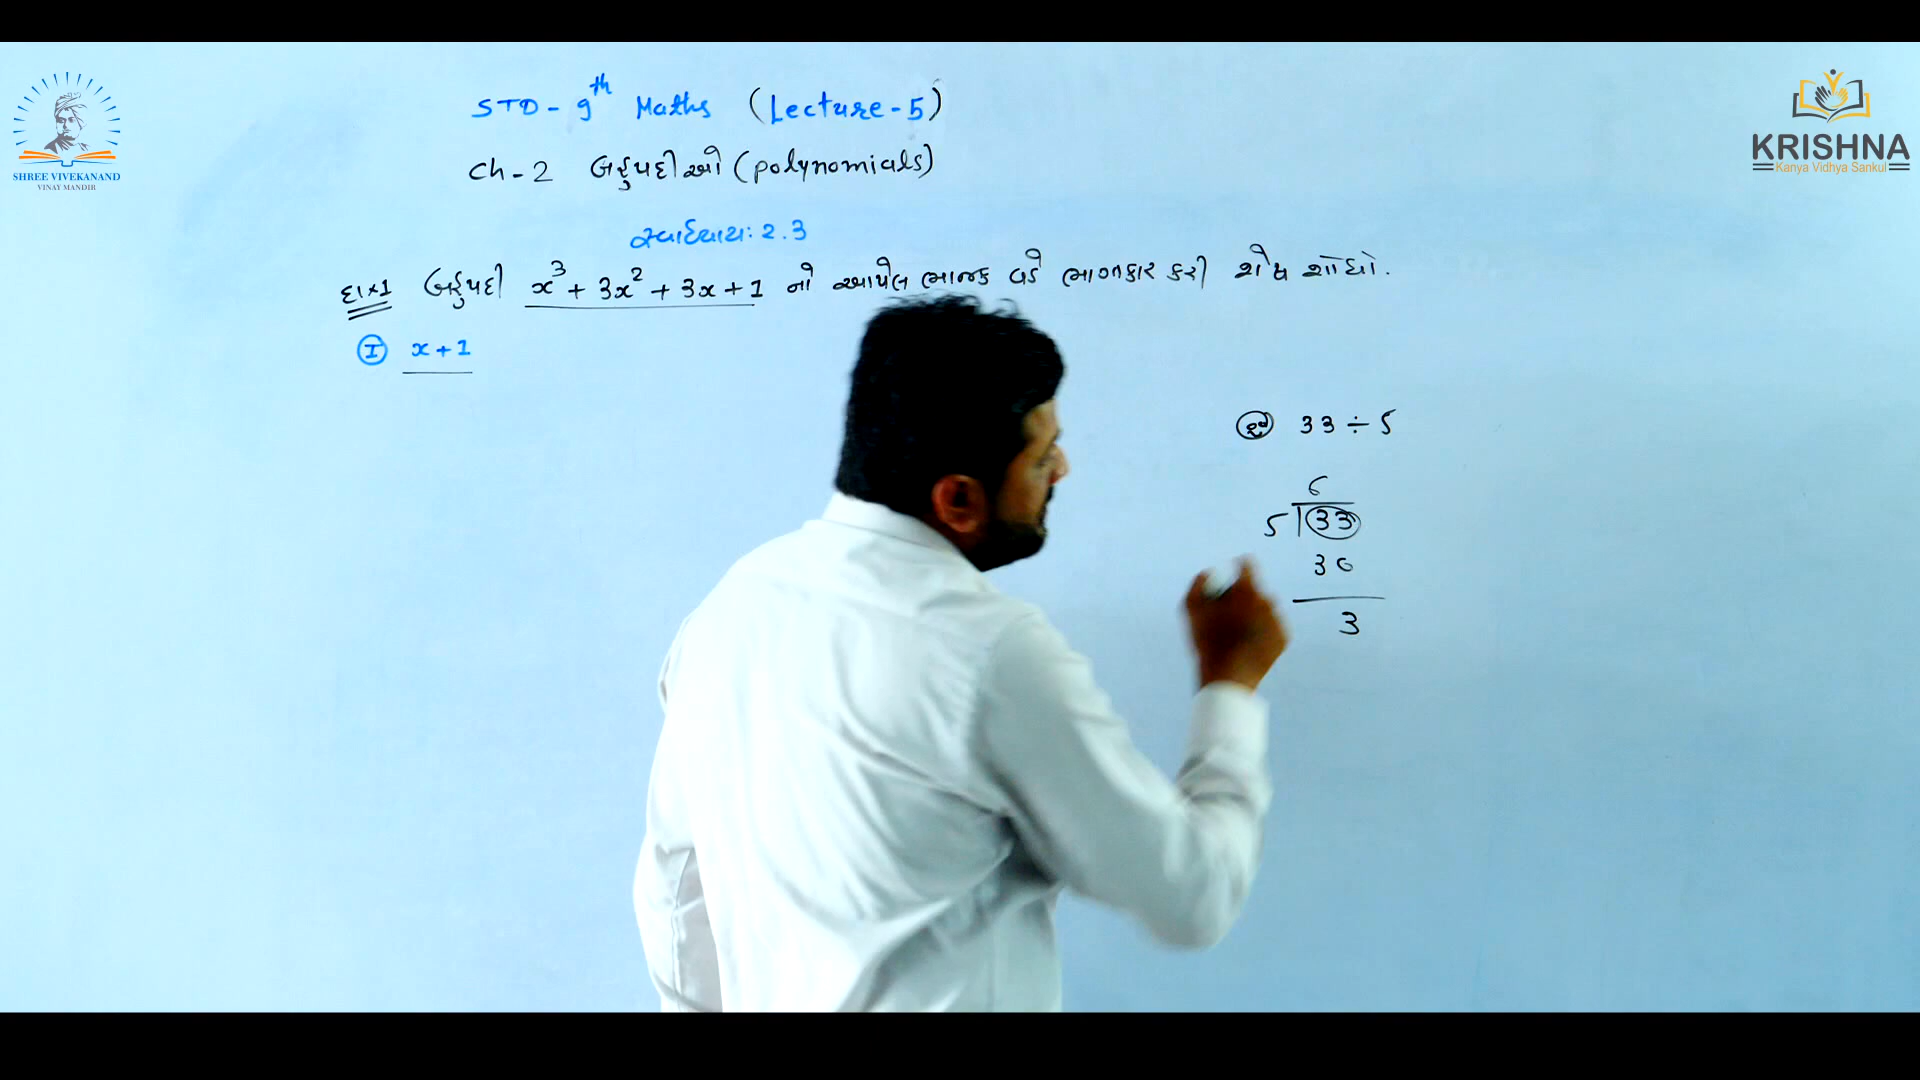 SHREE VIVEKANAND
VINAY MANDIR
KRISHNA
Kanya Vidhya Sankul
STD - 9th Maths (Lecture-5)
Ch-2 બહુપદીઓ (polynomials)
સ્વાધ્યાય: 2.3
દા*1 બહુપદી x³ + 3x² + 3x + 1 નો આપેલ ભાજક વડે ભાગાકાર કરી શેષ શોધો.
I x+1
33 ÷ 5
6
5 33
30
3